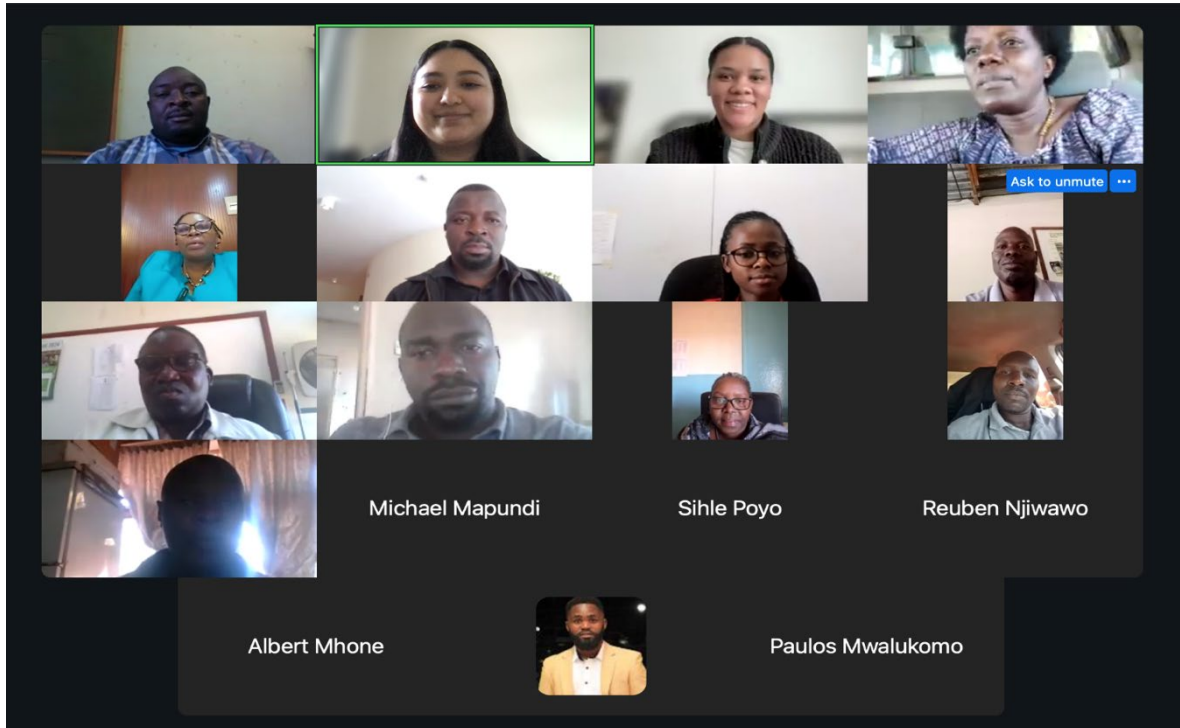 Ask to unmute
Michael Mapundi
Sihle Poyo
Reuben Njiwawo
Albert Mhone
Paulos Mwalukomo